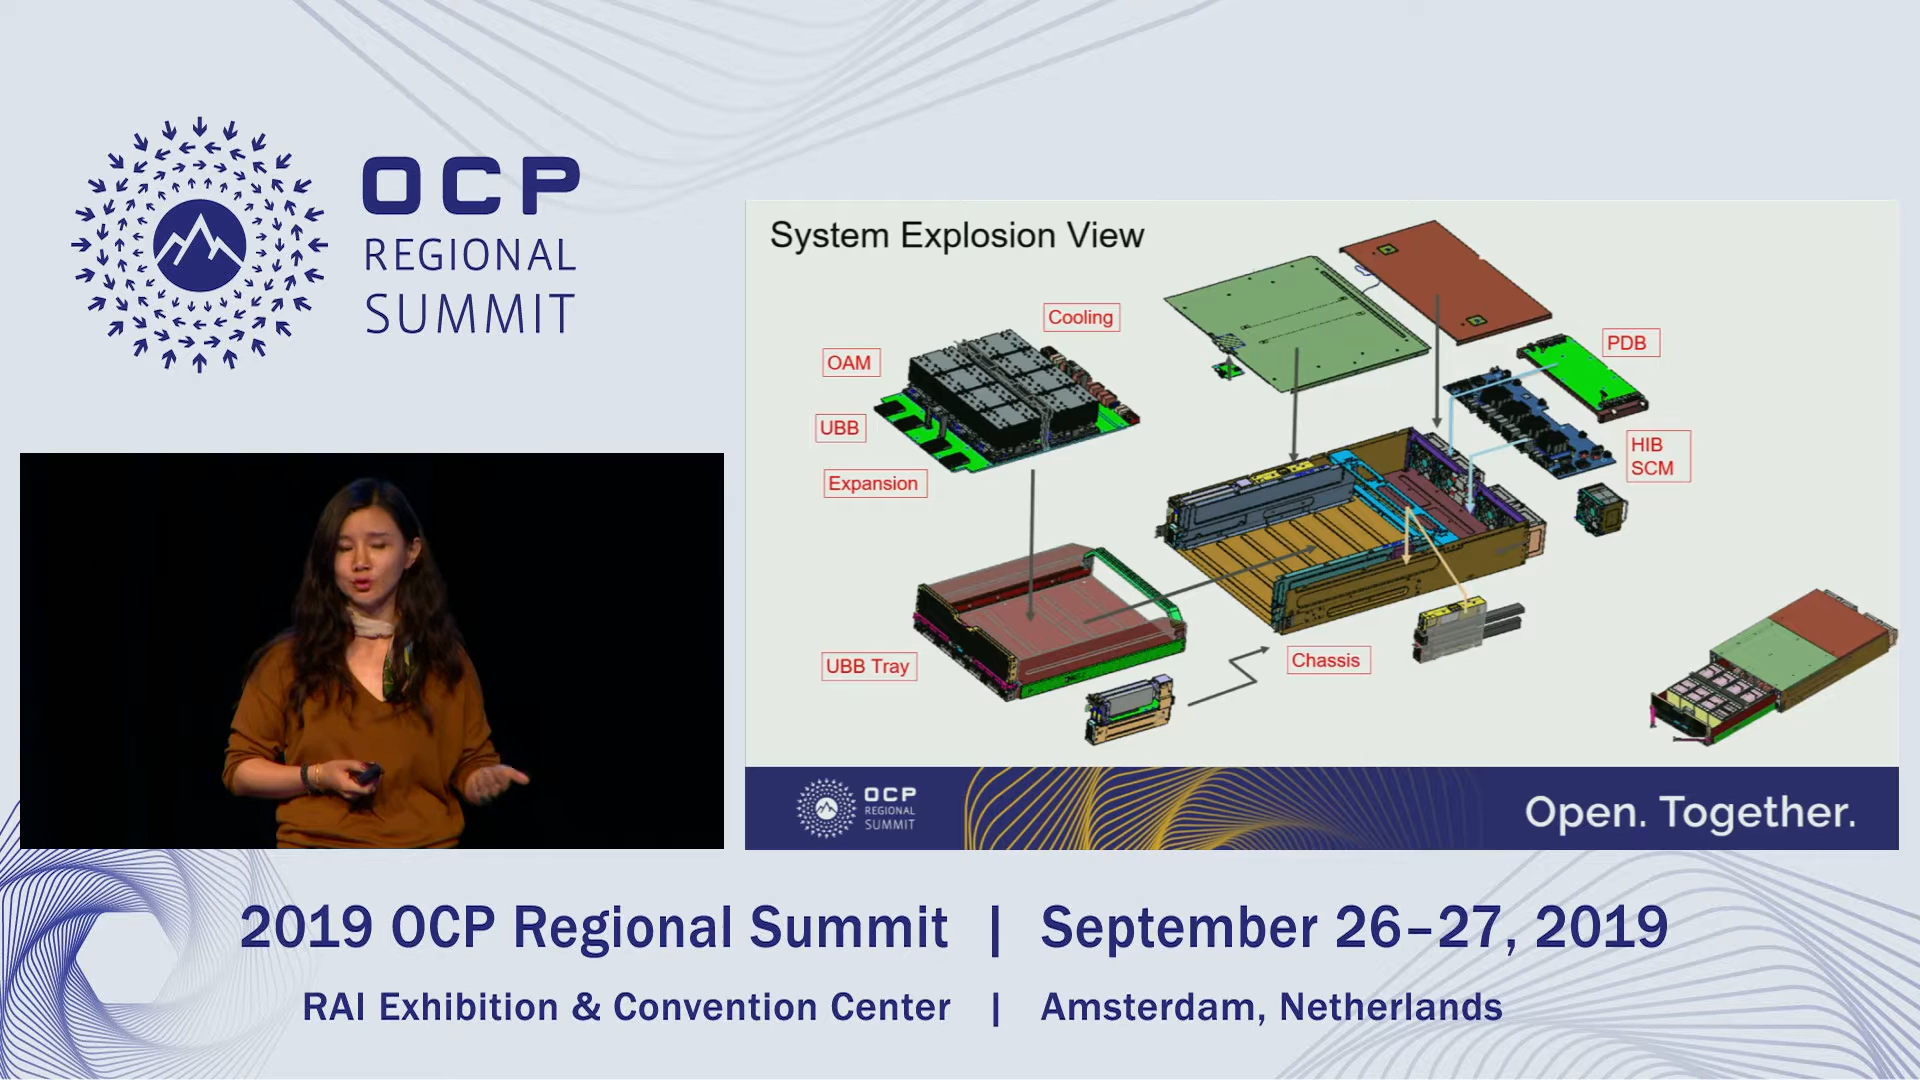 OCP
REGIONAL
SUMMIT
System Explosion View
Cooling
OAM
UBB
Expansion
UBB Tray
Chassis
PDB
HIB
SCM
OCP
REGIONAL
SUMMIT
Open. Together.
2019 OCP Regional Summit | September 26–27, 2019
RAI Exhibition & Convention Center | Amsterdam, Netherlands